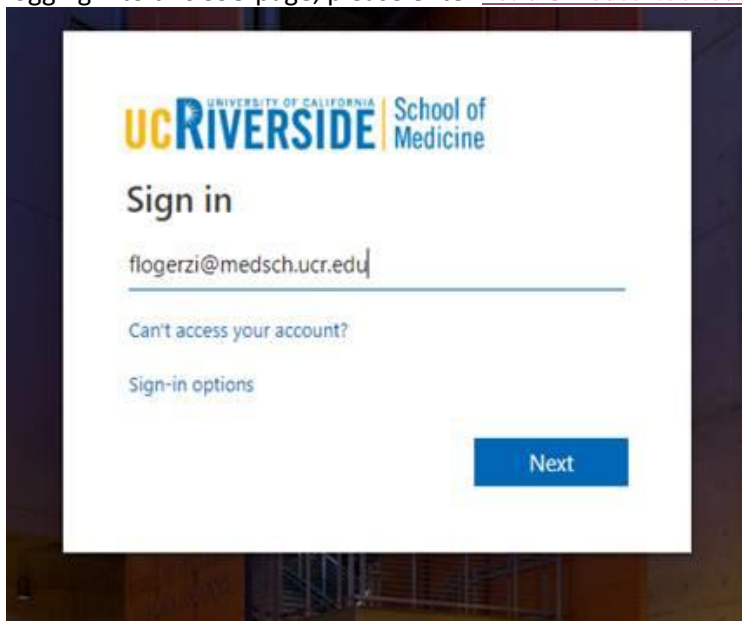 UNIVERSITY OF CALIFORNIA
UCRIVERSIDE School of
Medicine
Sign in
flogerzi@medsch.ucr.edu
Can't access your account?
Sign-in options
Next